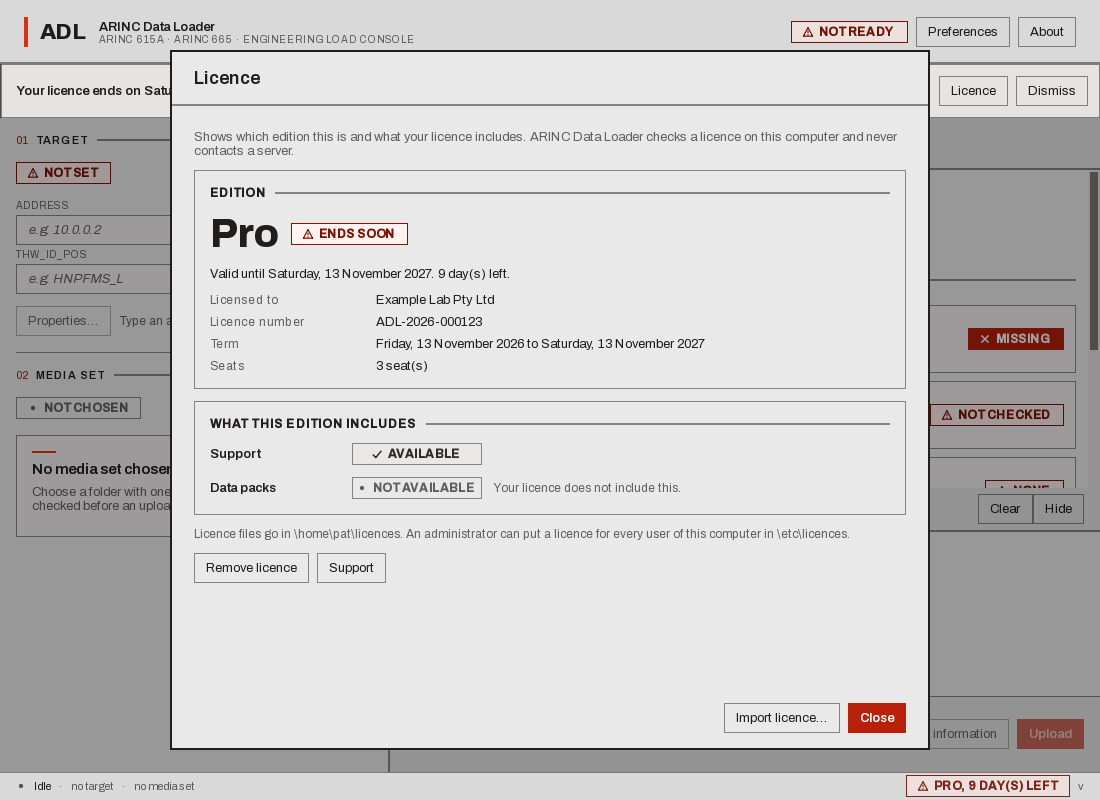 ADL
ARINC Data Loader
ARINC 615A · ARINC 665 · ENGINEERING LOAD CONSOLE
NOT READY
Preferences
About
Your licence ends on Satu
Licence
Dismiss
01 TARGET
NOT SET
ADDRESS
e.g. 10.0.0.2
THW_ID_POS
e.g. HNPFMS_L
Properties…
Type an a
02 MEDIA SET
NOT CHOSEN
No media set chosen
Choose a folder with one
checked before an uploa
Licence
Shows which edition this is and what your licence includes. ARINC Data Loader checks a licence on this computer and never
contacts a server.
EDITION
Pro
ENDS SOON
Valid until Saturday, 13 November 2027. 9 day(s) left.
Licensed to Example Lab Pty Ltd
Licence number ADL-2026-000123
Term Friday, 13 November 2026 to Saturday, 13 November 2027
Seats 3 seat(s)
WHAT THIS EDITION INCLUDES
Support AVAILABLE
Data packs NOT AVAILABLE Your licence does not include this.
Licence files go in \home\pat\licences. An administrator can put a licence for every user of this computer in \etc\licences.
Remove licence
Support
Import licence…
Close
MISSING
NOT CHECKED
NONE
Clear
Hide
information
Upload
Idle · no target · no media set
PRO, 9 DAY(S) LEFT
v